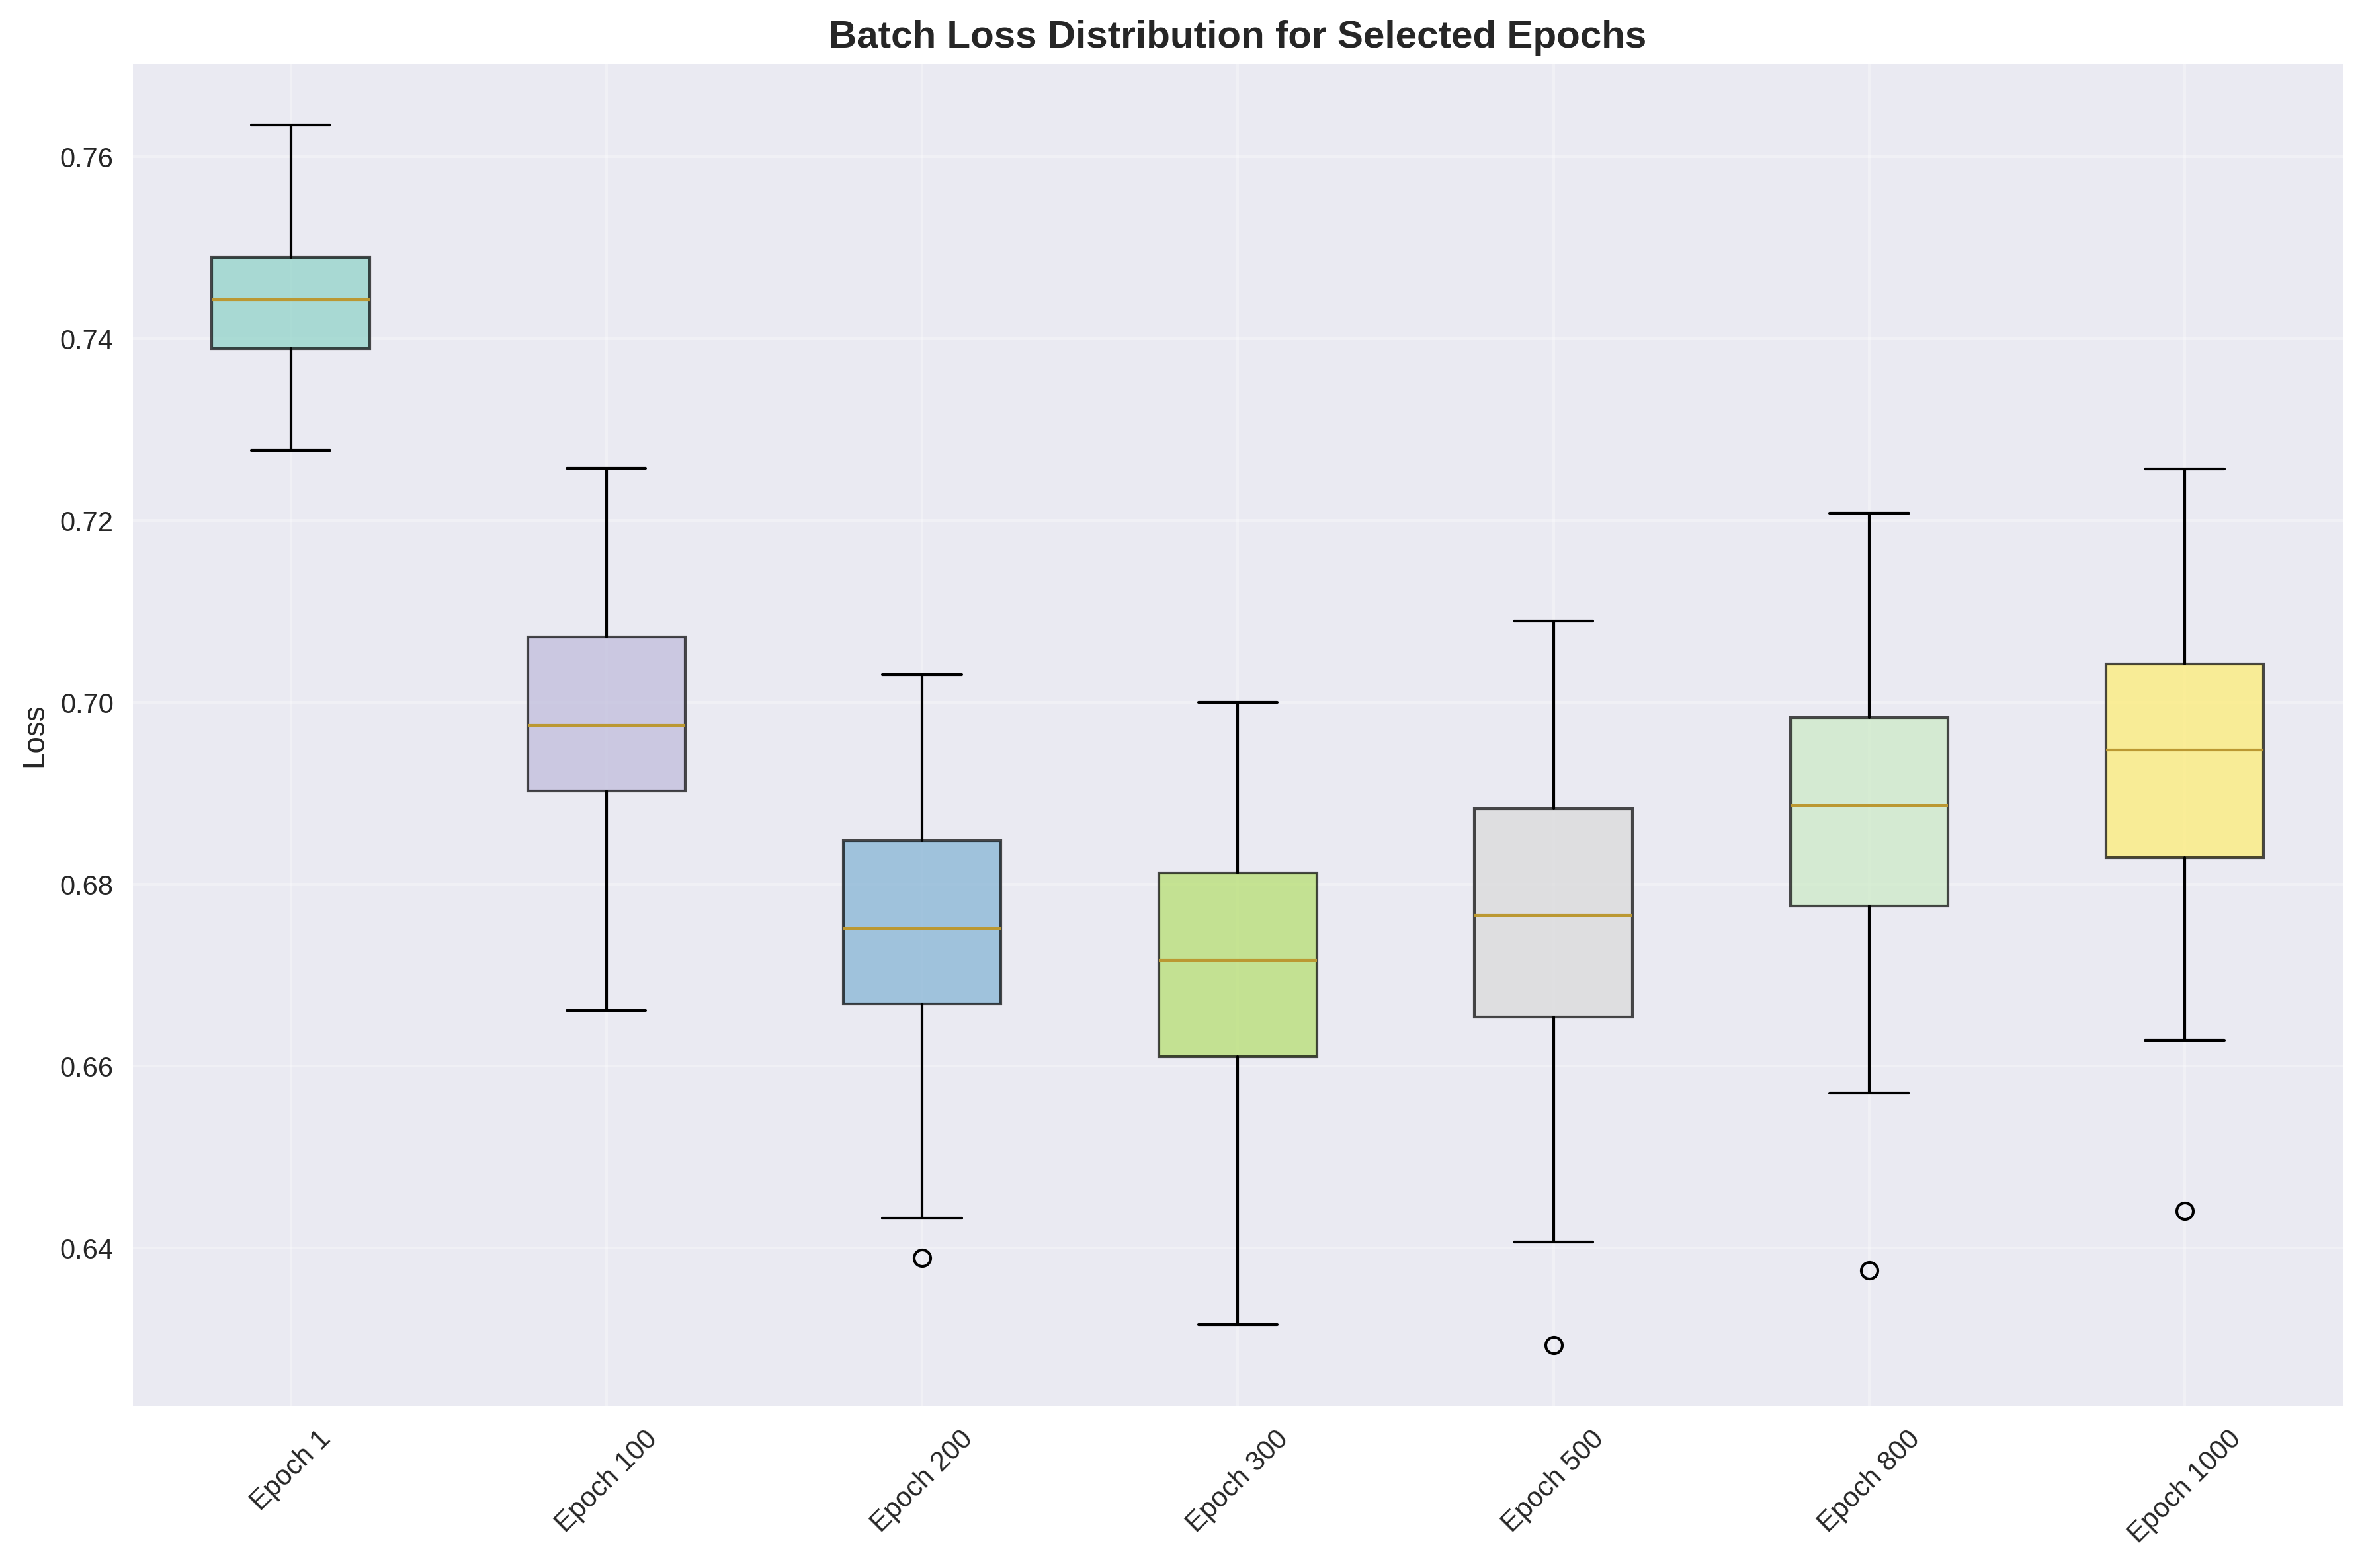 Batch Loss Distribution for Selected Epochs
Loss
0.76
0.74
0.72
0.70
0.68
0.66
0.64
Epoch 1
Epoch 100
Epoch 200
Epoch 300
Epoch 500
Epoch 800
Epoch 1000